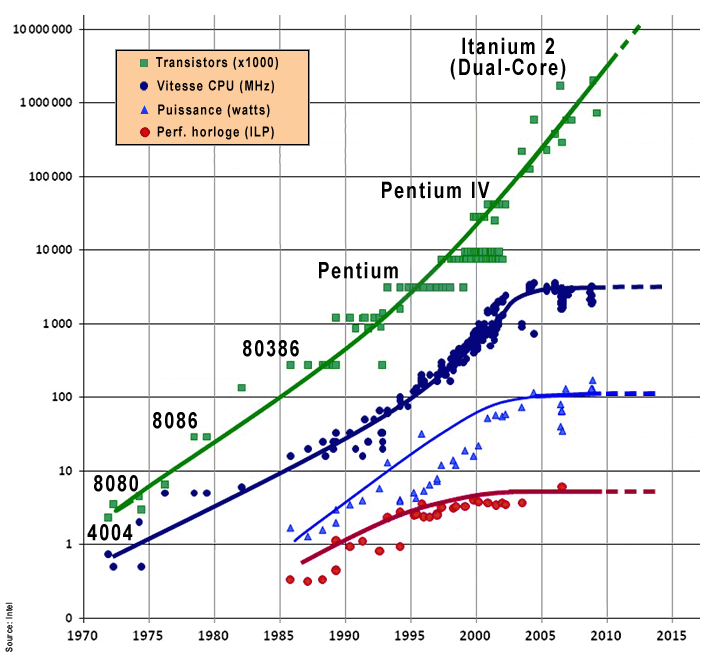 10 000 000
1 000 000
100 000
10 000
1 000
100
10
1
0
Transistors (x1000)
Vitesse CPU (MHz)
Puissance (watts)
Perf. horloge (ILP)
Itanium 2
(Dual-Core)
Pentium IV
Pentium
80386
8086
8080
4004
1970 1975 1980 1985 1990 1995 2000 2005 2010 2015
Source: Intel